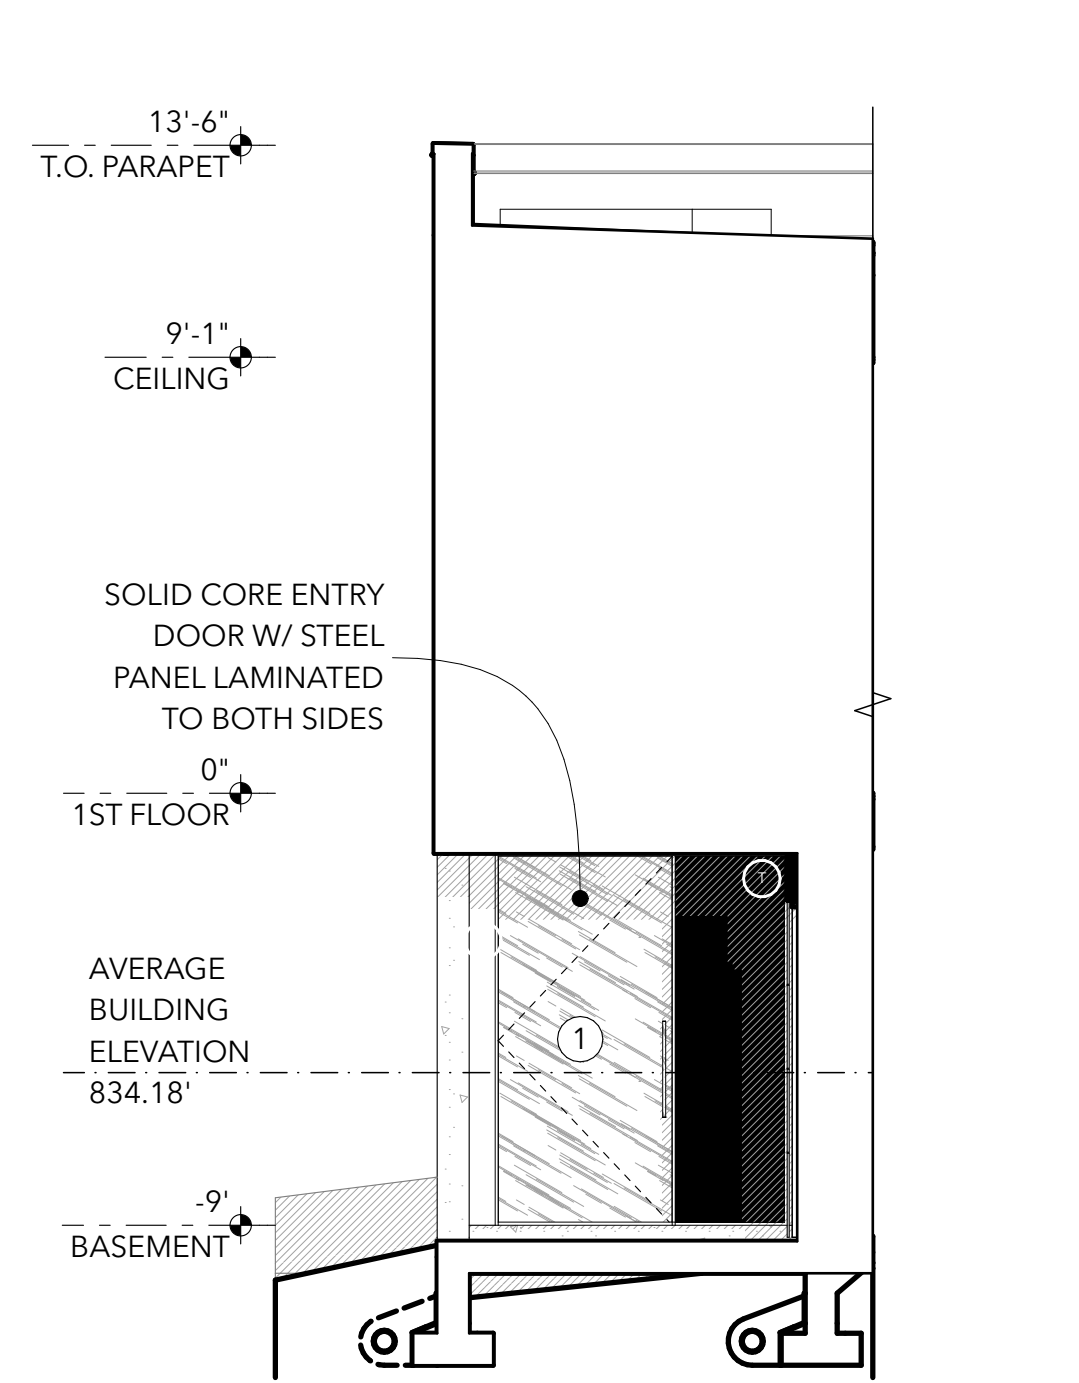 13'-6"
T.O. PARAPET
9'-1"
CEILING
SOLID CORE ENTRY
DOOR W/ STEEL
PANEL LAMINATED
TO BOTH SIDES
0"
1ST FLOOR
T
AVERAGE
BUILDING
ELEVATION
834.18'
1
-9'
BASEMENT